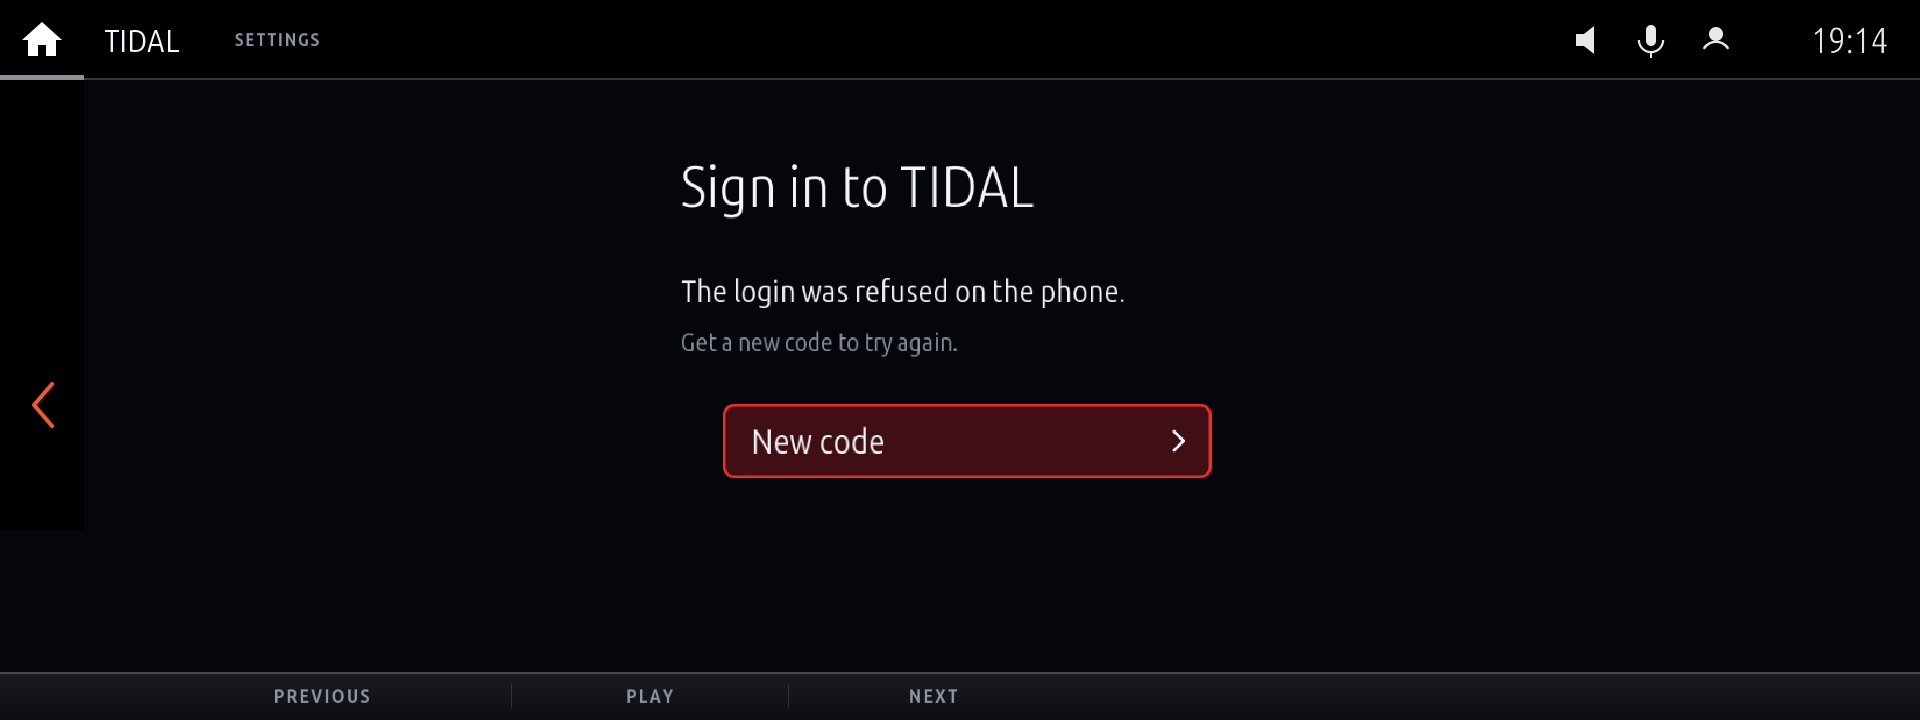 TIDAL
SETTINGS
19:14
Sign in to TIDAL
The login was refused on the phone.
Get a new code to try again.
New code
PREVIOUS
PLAY
NEXT